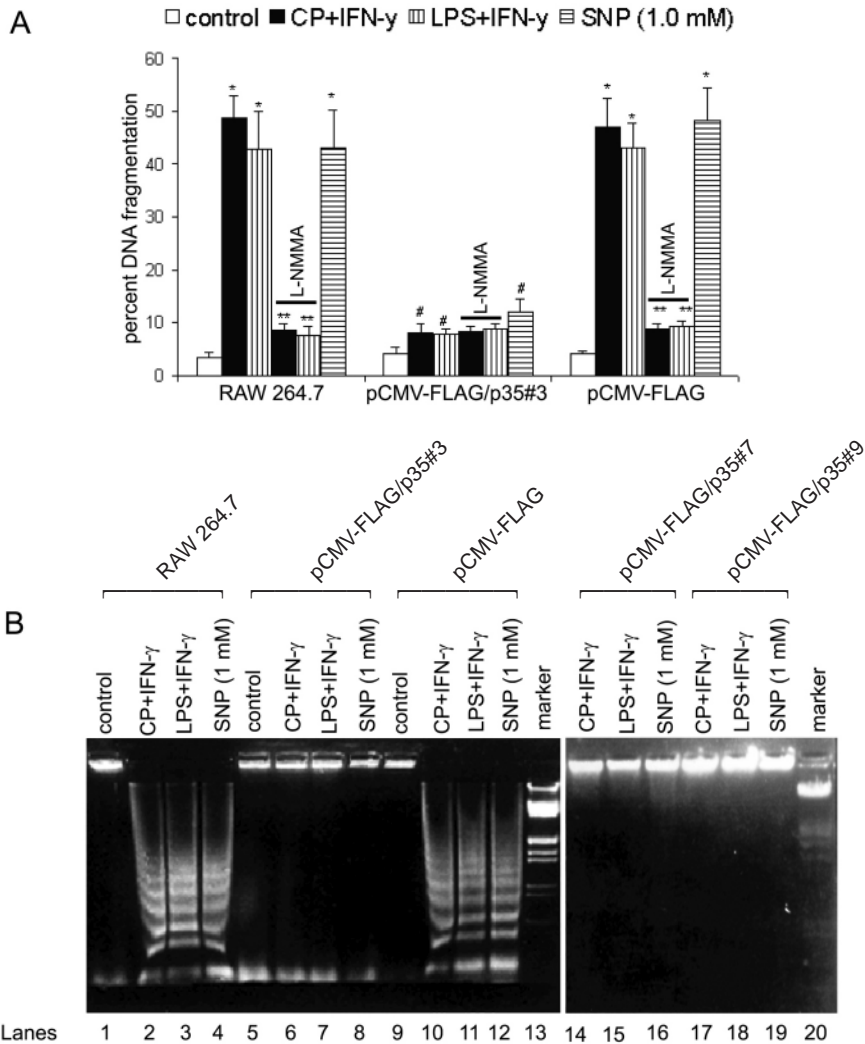 A
control CP+IFN-y LPS+IFN-y SNP (1.0 mM)
percent DNA fragmentation
60
50
40
30
20
10
0
* * *
** **
L-NMMA
# # #
L-NMMA
* * *
** **
L-NMMA
RAW 264.7 pCMV-FLAG/p35#3 pCMV-FLAG
B
RAW 264.7 pCMV-FLAG/p35#3 pCMV-FLAG pCMV-FLAG/p35#7 pCMV-FLAG/p35#9
control
CP+IFN-γ
LPS+IFN-γ
SNP (1 mM)
control
CP+IFN-γ
LPS+IFN-γ
SNP (1 mM)
control
CP+IFN-γ
LPS+IFN-γ
SNP (1 mM)
marker
CP+IFN-γ
LPS+IFN-γ
SNP (1 mM)
CP+IFN-γ
LPS+IFN-γ
SNP (1 mM)
marker
Lanes 1 2 3 4 5 6 7 8 9 10 11 12 13 14 15 16 17 18 19 20